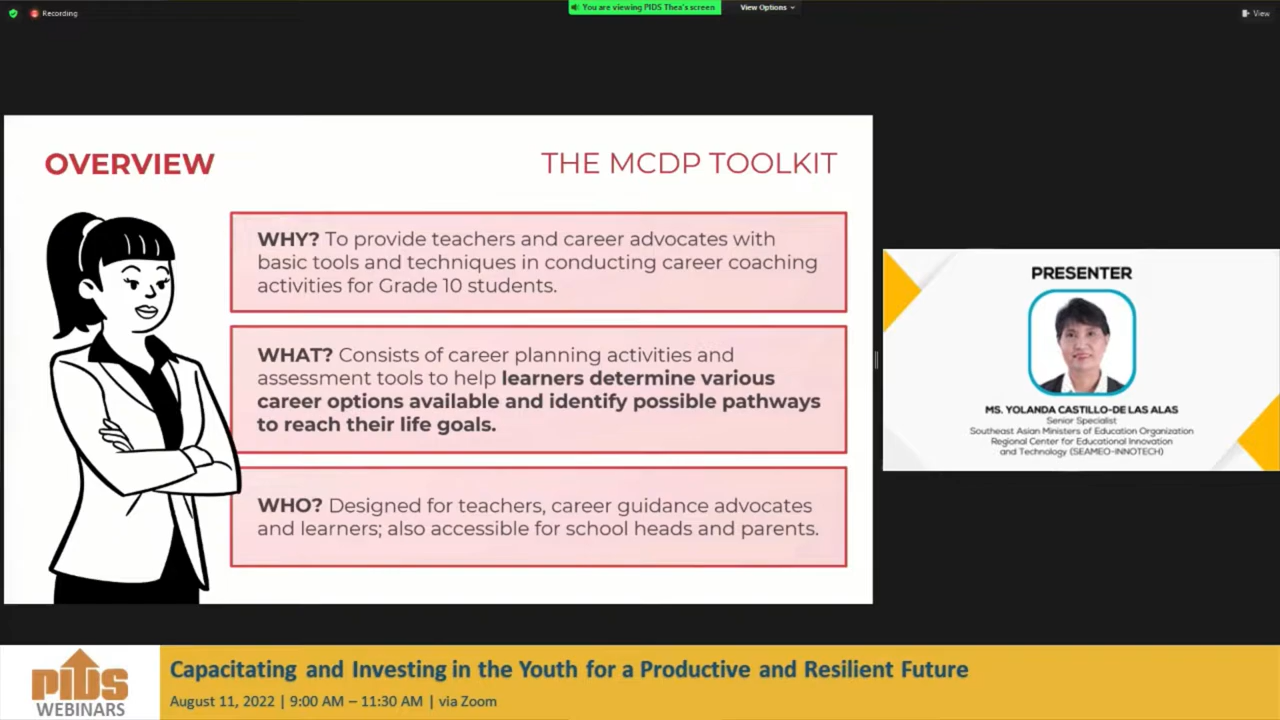 Recording
You are viewing PIDS Thea's screen
View Options
View
OVERVIEW
THE MCDP TOOLKIT
WHY? To provide teachers and career advocates with
basic tools and techniques in conducting career coaching
activities for Grade 10 students.
WHAT? Consists of career planning activities and
assessment tools to help learners determine various
career options available and identify possible pathways
to reach their life goals.
WHO? Designed for teachers, career guidance advocates
and learners; also accessible for school heads and parents.
PRESENTER
MS. YOLANDA CASTILLO-DE LAS ALAS
Senior Specialist
Southeast Asian Ministers of Education Organization
Regional Center for Educational Innovation
and Technology (SEAMEO-INNOTECH)
PIDS
WEBINARS
Capacitating and Investing in the Youth for a Productive and Resilient Future
August 11, 2022 | 9:00 AM – 11:30 AM | via Zoom